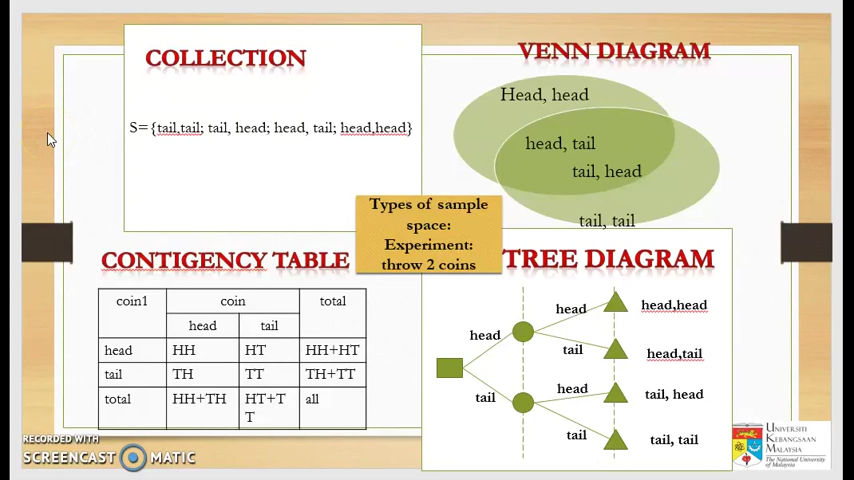 COLLECTION
S={tail,tail; tail, head; head, tail; head,head}
VENN DIAGRAM
Head, head
head, tail
tail, head
tail, tail
Types of sample
space:
Experiment:
throw 2 coins
CONTIGENCY TABLE
coin1 coin total
head tail
head HH HT HH+HT
tail TH TT TH+TT
total HH+TH HT+T all
T
TREE DIAGRAM
head head,head
head
tail head,tail
head tail, head
tail
tail tail, tail
RECORDED WITH
SCREENCAST MATIC
UNIVERSITI
KEBANGSAAN
MALAYSIA
The National University
of Malaysia